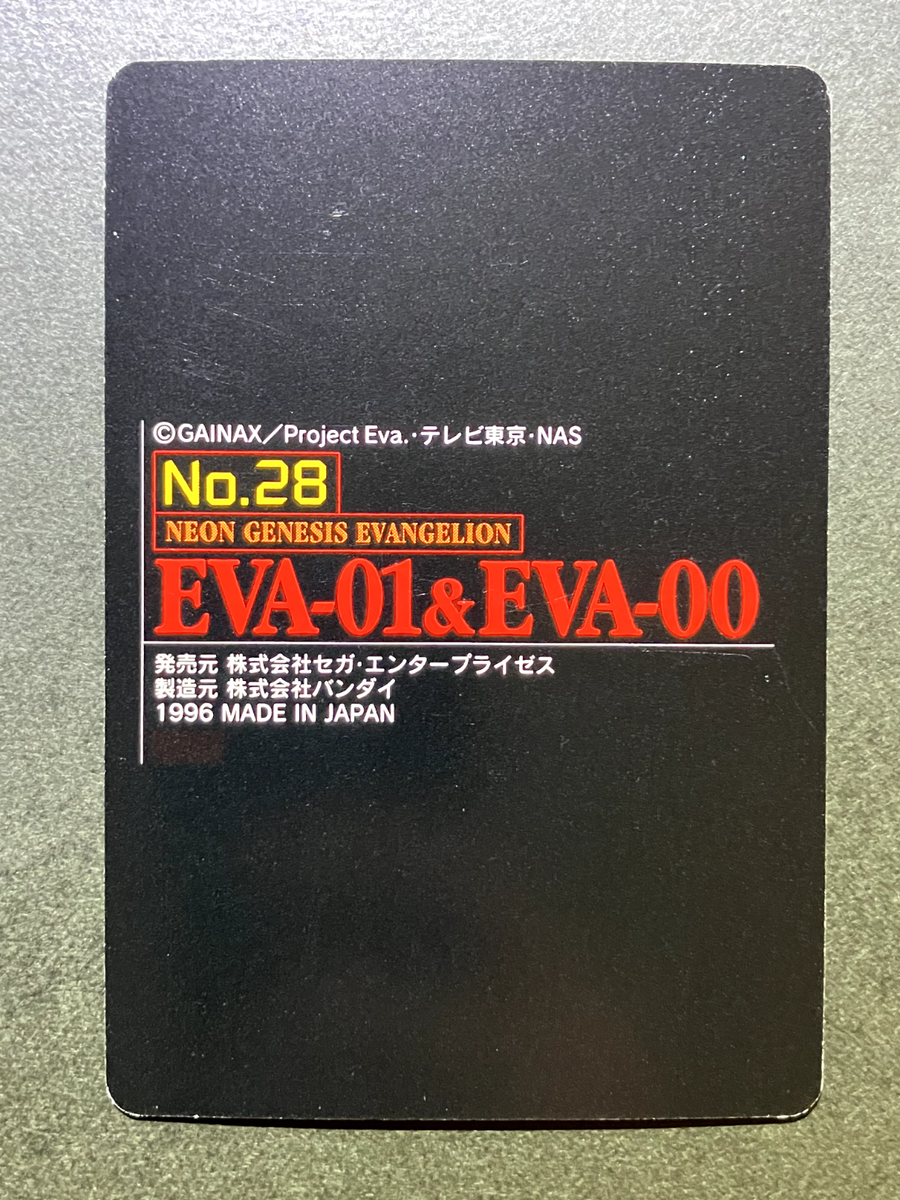 ©GAINAX／Project Eva.･テレビ東京･NAS
No.28
NEON GENESIS EVANGELION
EVA-01&EVA-00
発売元 株式会社セガ･エンタープライゼス
製造元 株式会社バンダイ
1996 MADE IN JAPAN